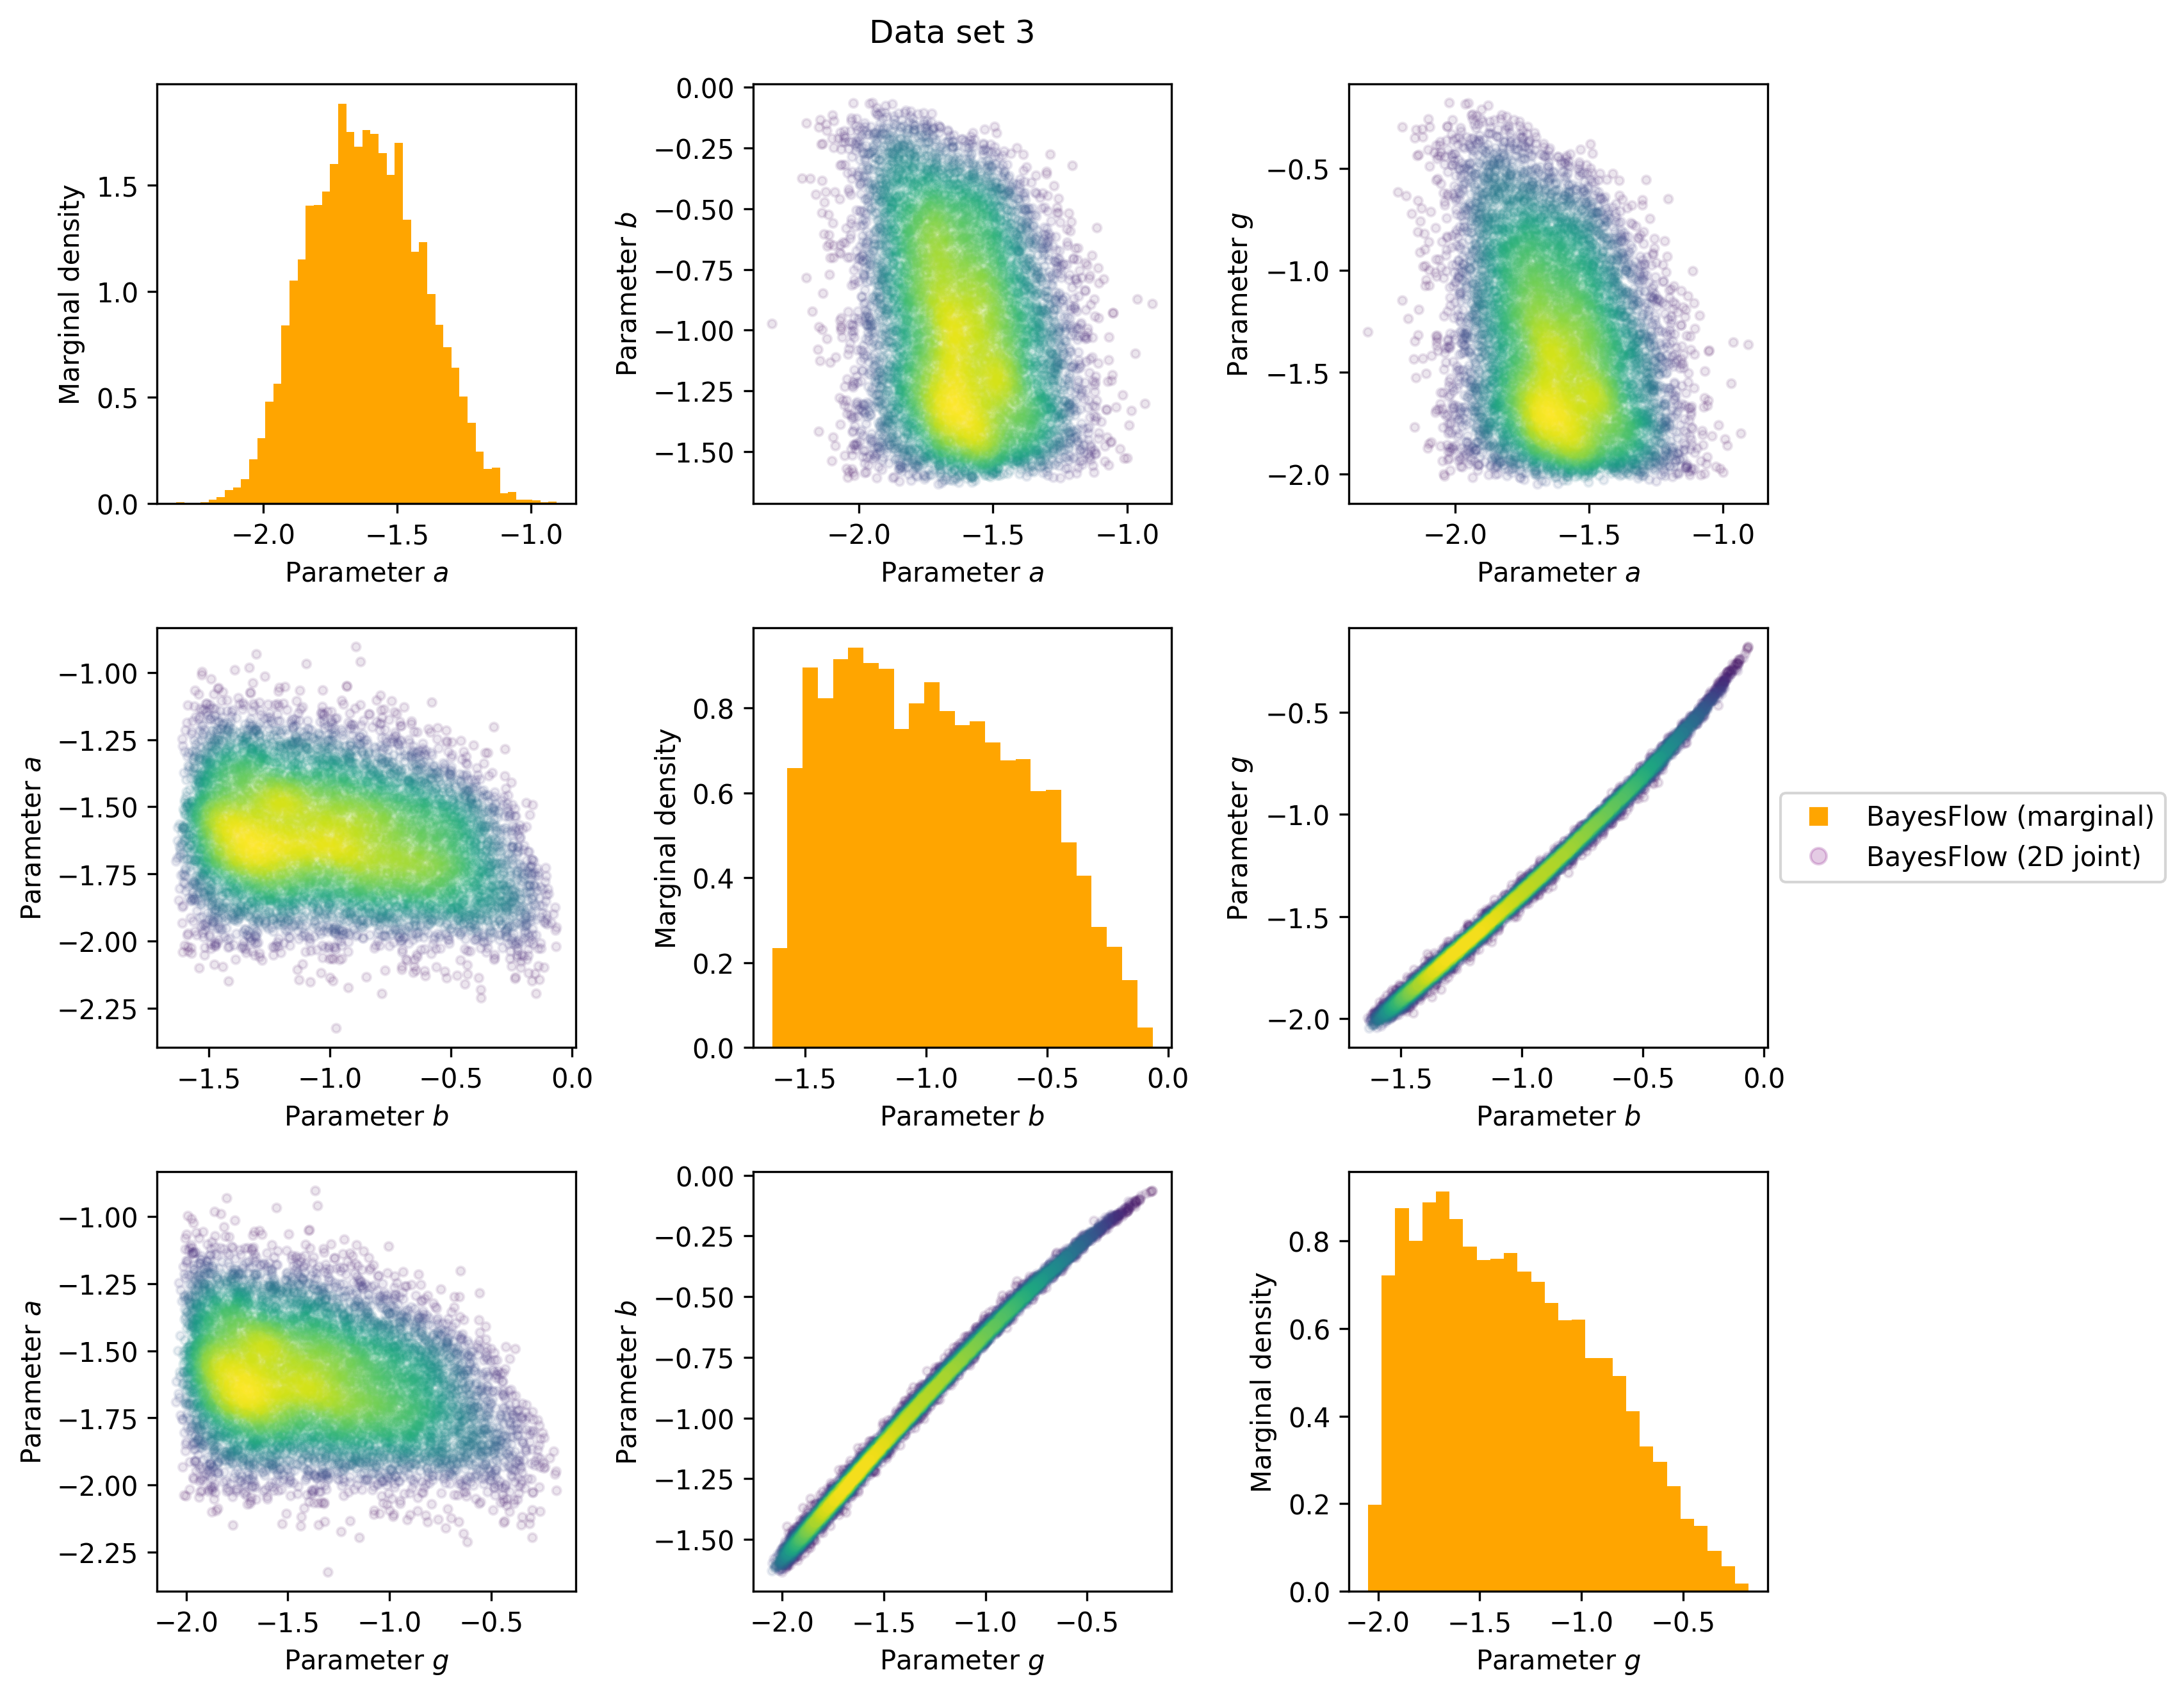 Data set 3
Marginal density
0.0
0.5
1.0
1.5
−2.0 −1.5 −1.0
Parameter a
Parameter b
0.00
−0.25
−0.50
−0.75
−1.00
−1.25
−1.50
−2.0 −1.5 −1.0
Parameter a
Parameter g
−0.5
−1.0
−1.5
−2.0
−2.0 −1.5 −1.0
Parameter a
Parameter a
−1.00
−1.25
−1.50
−1.75
−2.00
−2.25
−1.5 −1.0 −0.5 0.0
Parameter b
Marginal density
0.8
0.6
0.4
0.2
0.0
−1.5 −1.0 −0.5 0.0
Parameter b
Parameter g
−0.5
−1.0
−1.5
−2.0
−1.5 −1.0 −0.5 0.0
Parameter b
BayesFlow (marginal)
BayesFlow (2D joint)
Parameter a
−1.00
−1.25
−1.50
−1.75
−2.00
−2.25
−2.0 −1.5 −1.0 −0.5
Parameter g
Parameter b
0.00
−0.25
−0.50
−0.75
−1.00
−1.25
−1.50
−2.0 −1.5 −1.0 −0.5
Parameter g
Marginal density
0.8
0.6
0.4
0.2
0.0
−2.0 −1.5 −1.0 −0.5
Parameter g